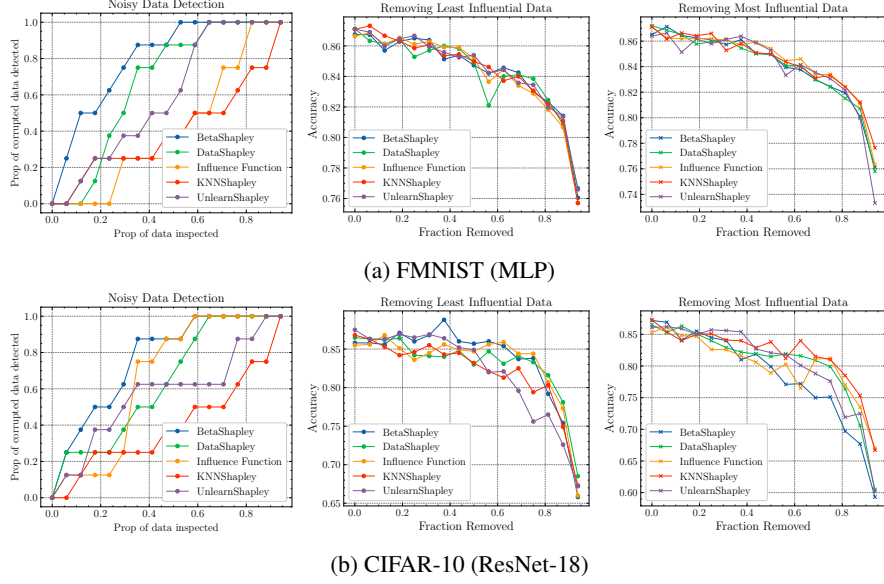 Noisy Data Detection
Prop of corrupted data detected
1.0
0.8
0.6
0.4
0.2
0.0
BetaShapley
DataShapley
Influence Function
KNNShapley
UnlearnShapley
0.0 0.2 0.4 0.6 0.8
Prop of data inspected
Removing Least Influential Data
Accuracy
0.86
0.84
0.82
0.80
0.78
0.76
BetaShapley
DataShapley
Influence Function
KNNShapley
UnlearnShapley
0.0 0.2 0.4 0.6 0.8
Fraction Removed
Removing Most Influential Data
Accuracy
0.86
0.84
0.82
0.80
0.78
0.76
0.74
BetaShapley
DataShapley
Influence Function
KNNShapley
UnlearnShapley
0.0 0.2 0.4 0.6 0.8
Fraction Removed
(a) FMNIST (MLP)
Noisy Data Detection
Prop of corrupted data detected
1.0
0.8
0.6
0.4
0.2
0.0
BetaShapley
DataShapley
Influence Function
KNNShapley
UnlearnShapley
0.0 0.2 0.4 0.6 0.8
Prop of data inspected
Removing Least Influential Data
Accuracy
0.90
0.85
0.80
0.75
0.70
0.65
BetaShapley
DataShapley
Influence Function
KNNShapley
UnlearnShapley
0.0 0.2 0.4 0.6 0.8
Fraction Removed
Removing Most Influential Data
Accuracy
0.85
0.80
0.75
0.70
0.65
0.60
BetaShapley
DataShapley
Influence Function
KNNShapley
UnlearnShapley
0.0 0.2 0.4 0.6 0.8
Fraction Removed
(b) CIFAR-10 (ResNet-18)